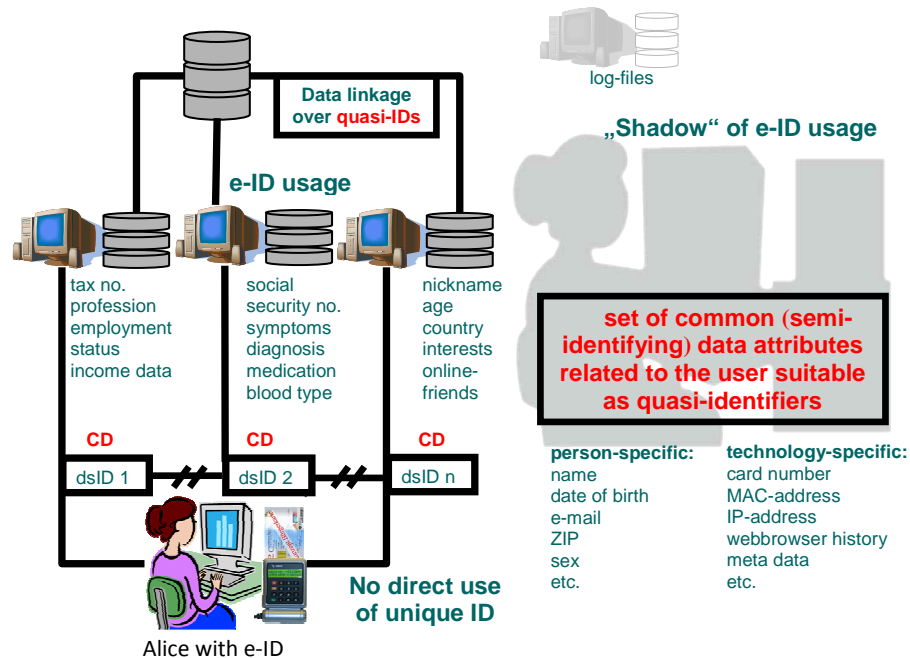 log-files
Data linkage
over quasi-IDs
„Shadow“ of e-ID usage
e-ID usage
tax no.
profession
employment
status
income data
social
security no.
symptoms
diagnosis
medication
blood type
nickname
age
country
interests
online-
friends
set of common (semi-
identifying) data attributes
related to the user suitable
as quasi-identifiers
CD
CD
CD
dsID 1
dsID 2
dsID n
person-specific:
name
date of birth
e-mail
ZIP
sex
etc.
technology-specific:
card number
MAC-address
IP-address
webbrowser history
meta data
etc.
No direct use
of unique ID
Alice with e-ID